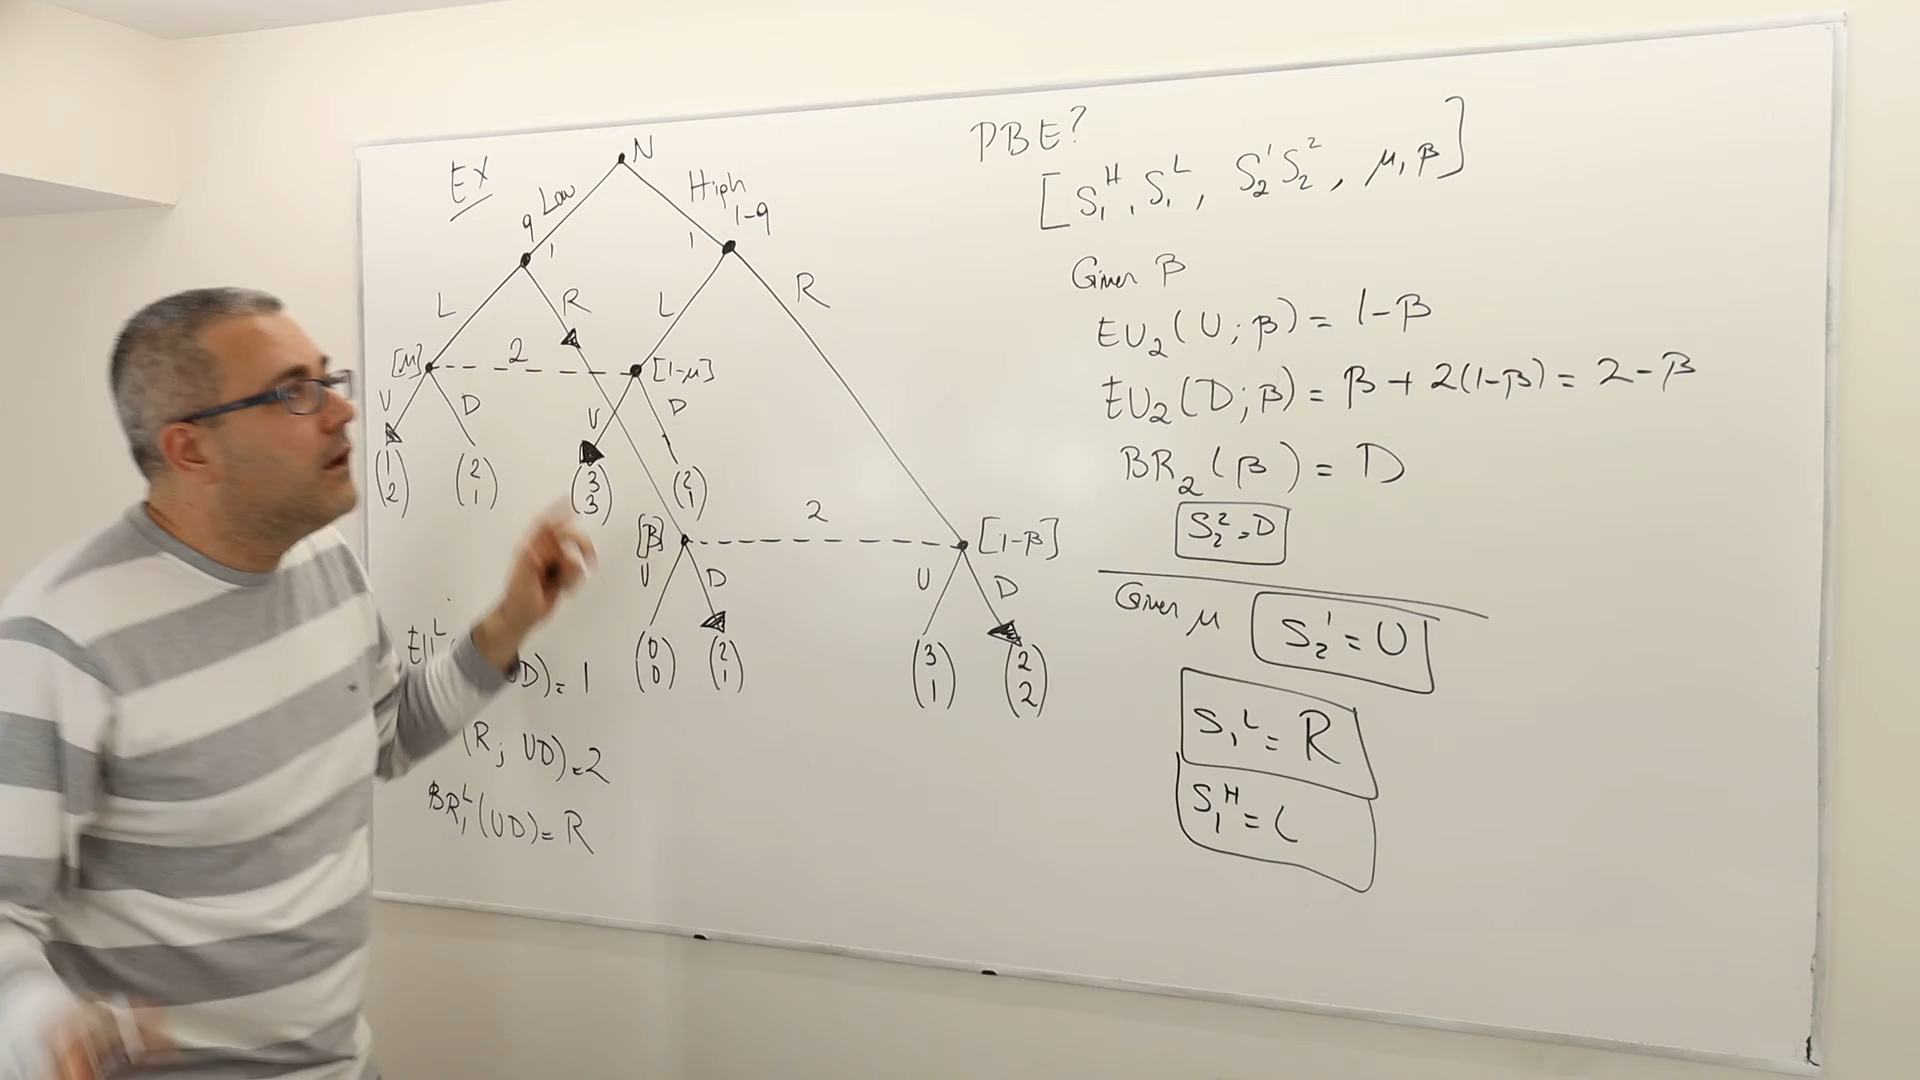 EX
N
Low
High
q
1-q
1
1
L
R
L
R
[μ]
2
[1-μ]
U
D
U
D
(1 2)
(2 1)
(3 3)
(2 1)
[β]
2
[1-β]
U
D
U
D
(0 0)
(2 1)
(3 1)
(2 2)
D) = 1
(R; UD) = 2
BR₁ᴸ(UD) = R
PBE?
[S₁ᴴ, S₁ᴸ, S₂¹ S₂², μ, β]
Given β
EU₂(U; β) = 1-β
EU₂(D; β) = β + 2(1-β) = 2-β
BR₂(β) = D
S₂² = D
Given μ
S₂¹ = U
S₁ᴸ = R
S₁ᴴ = L